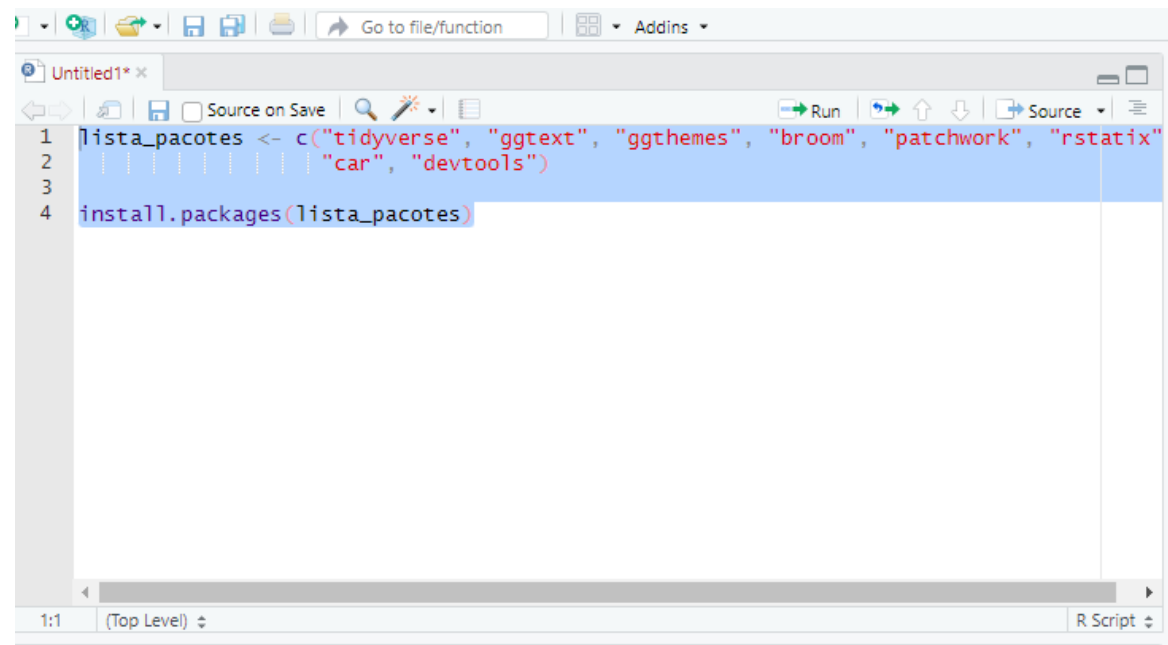 Go to file/function Addins
Untitled1*
Source on Save Run Source
1 lista_pacotes <- c("tidyverse", "ggtext", "ggthemes", "broom", "patchwork", "rstatix"
2 "car", "devtools")
3
4 install.packages(lista_pacotes)
1:1 (Top Level) R Script